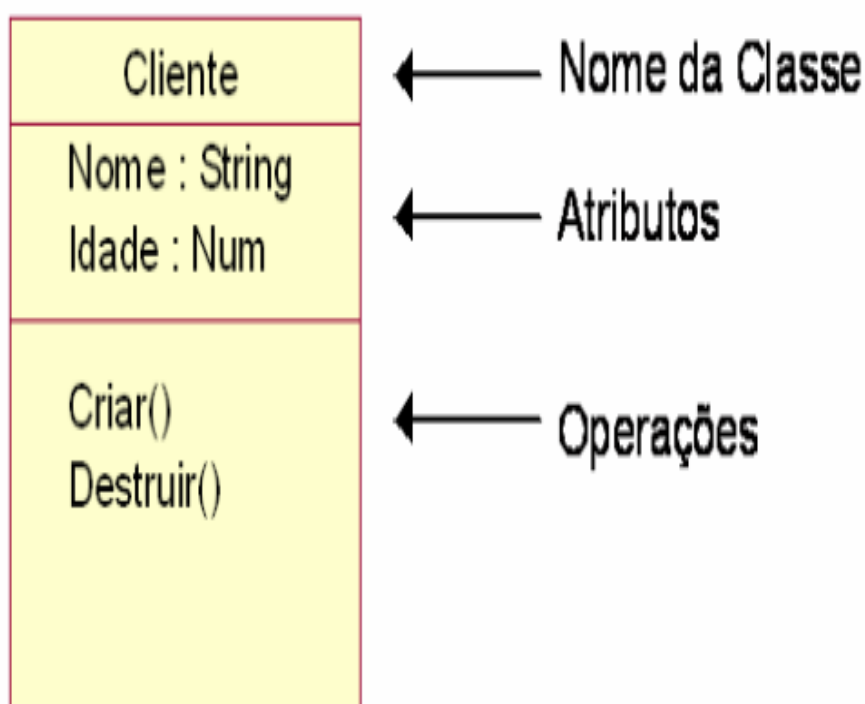 Cliente
Nome da Classe
Nome : String
Idade : Num
Atributos
Criar()
Destruir()
Operações